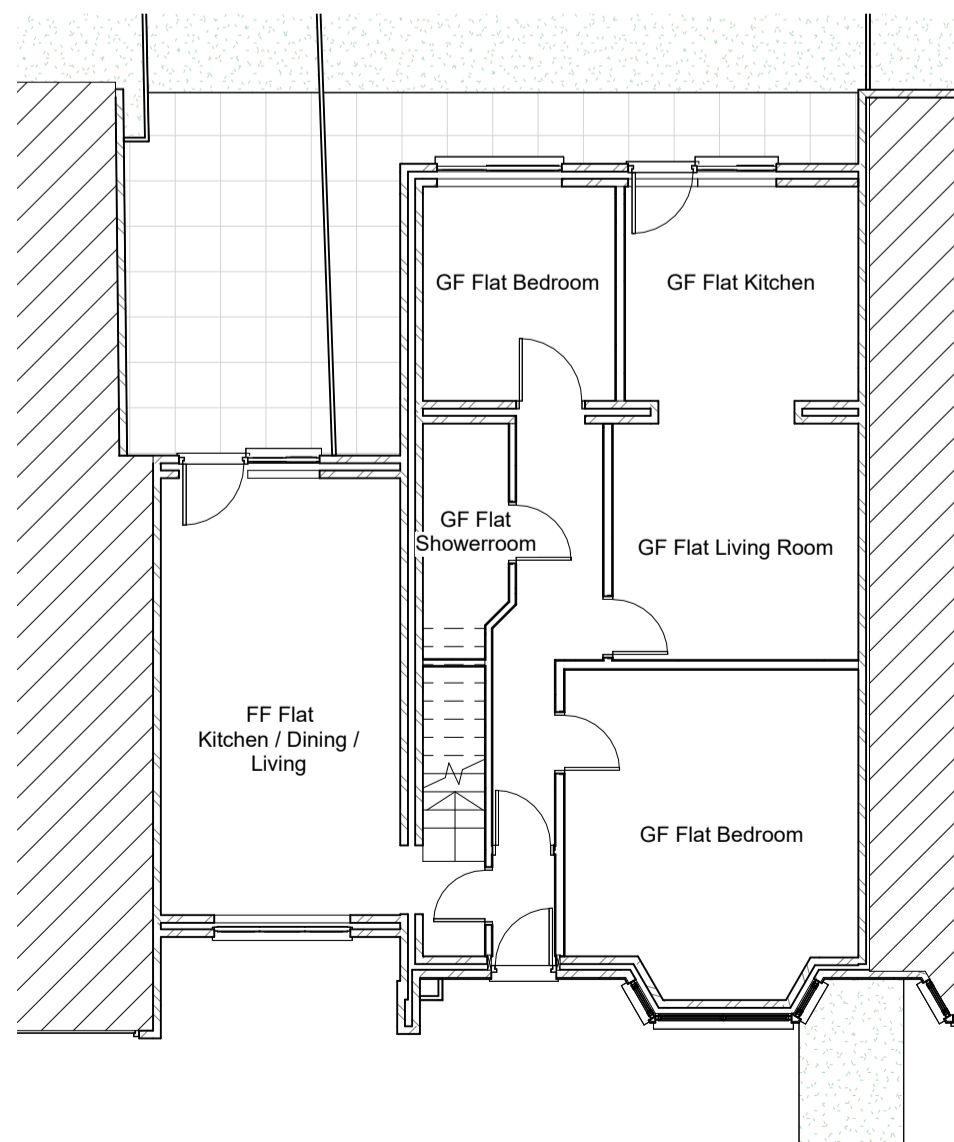 GF Flat Bedroom
GF Flat Kitchen
GF Flat
Showerroom
GF Flat Living Room
FF Flat
Kitchen / Dining /
Living
GF Flat Bedroom